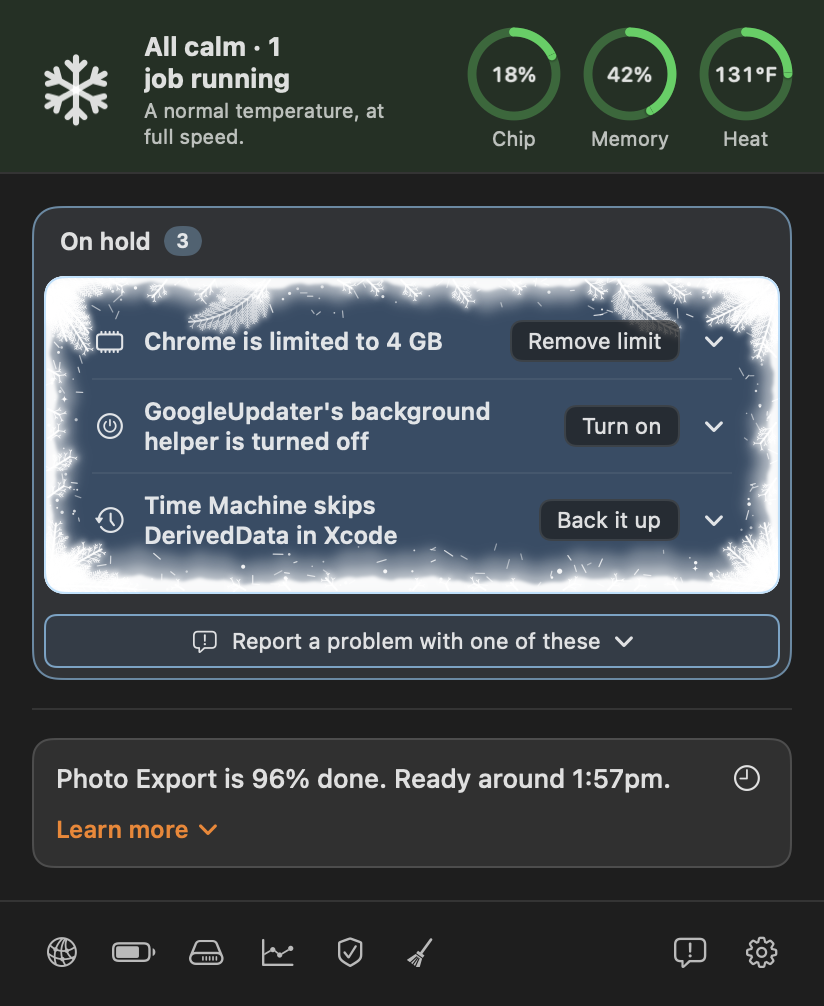 All calm · 1
job running
A normal temperature, at
full speed.
18%
Chip
42%
Memory
131°F
Heat
On hold 3
Chrome is limited to 4 GB
Remove limit
GoogleUpdater's background
helper is turned off
Turn on
Time Machine skips
DerivedData in Xcode
Back it up
Report a problem with one of these
Photo Export is 96% done. Ready around 1:57pm.
Learn more